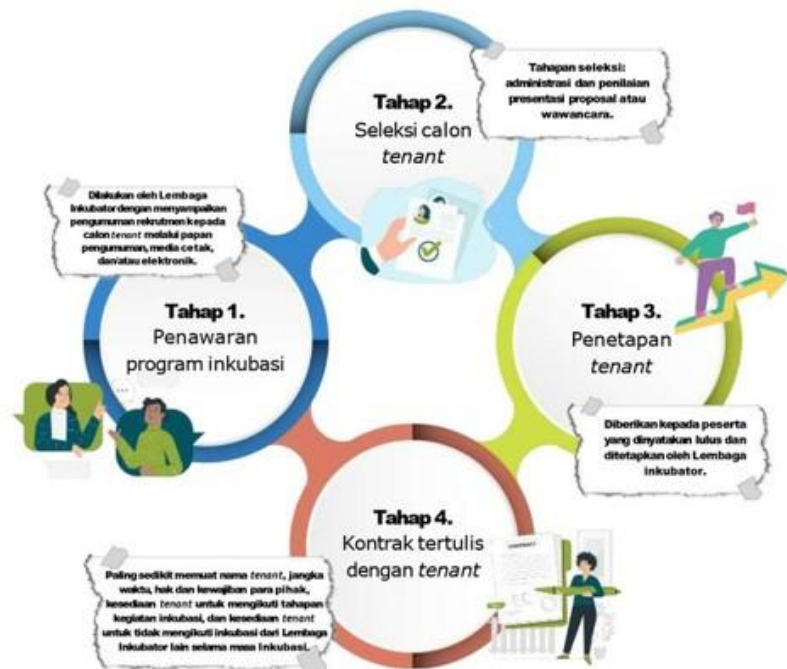 Tahap 1.
Penawaran
program inkubasi
Dilakukan oleh Lembaga
Inkubator dengan menyampaikan
pengumuman rekrutmen kepada
calon tenant melalui papan
pengumuman, media cetak,
dan/atau elektronik.
Tahap 2.
Seleksi calon
tenant
Tahapan seleksi:
administrasi dan penilaian
presentasi proposal atau
wawancara.
Tahap 3.
Penetapan
tenant
Diberikan kepada peserta
yang dinyatakan lulus dan
ditetapkan oleh Lembaga
inkubator.
Tahap 4.
Kontrak tertulis
dengan tenant
Paling sedikit memuat nama tenant, jangka
waktu, hak dan kewajiban para pihak,
kesediaan tenant untuk mengikuti tahapan
kegiatan inkubasi, dan kesediaan tenant
untuk tidak mengikuti inkubasi dari Lembaga
Inkubator lain selama masa Inkubasi.
CONTRACT